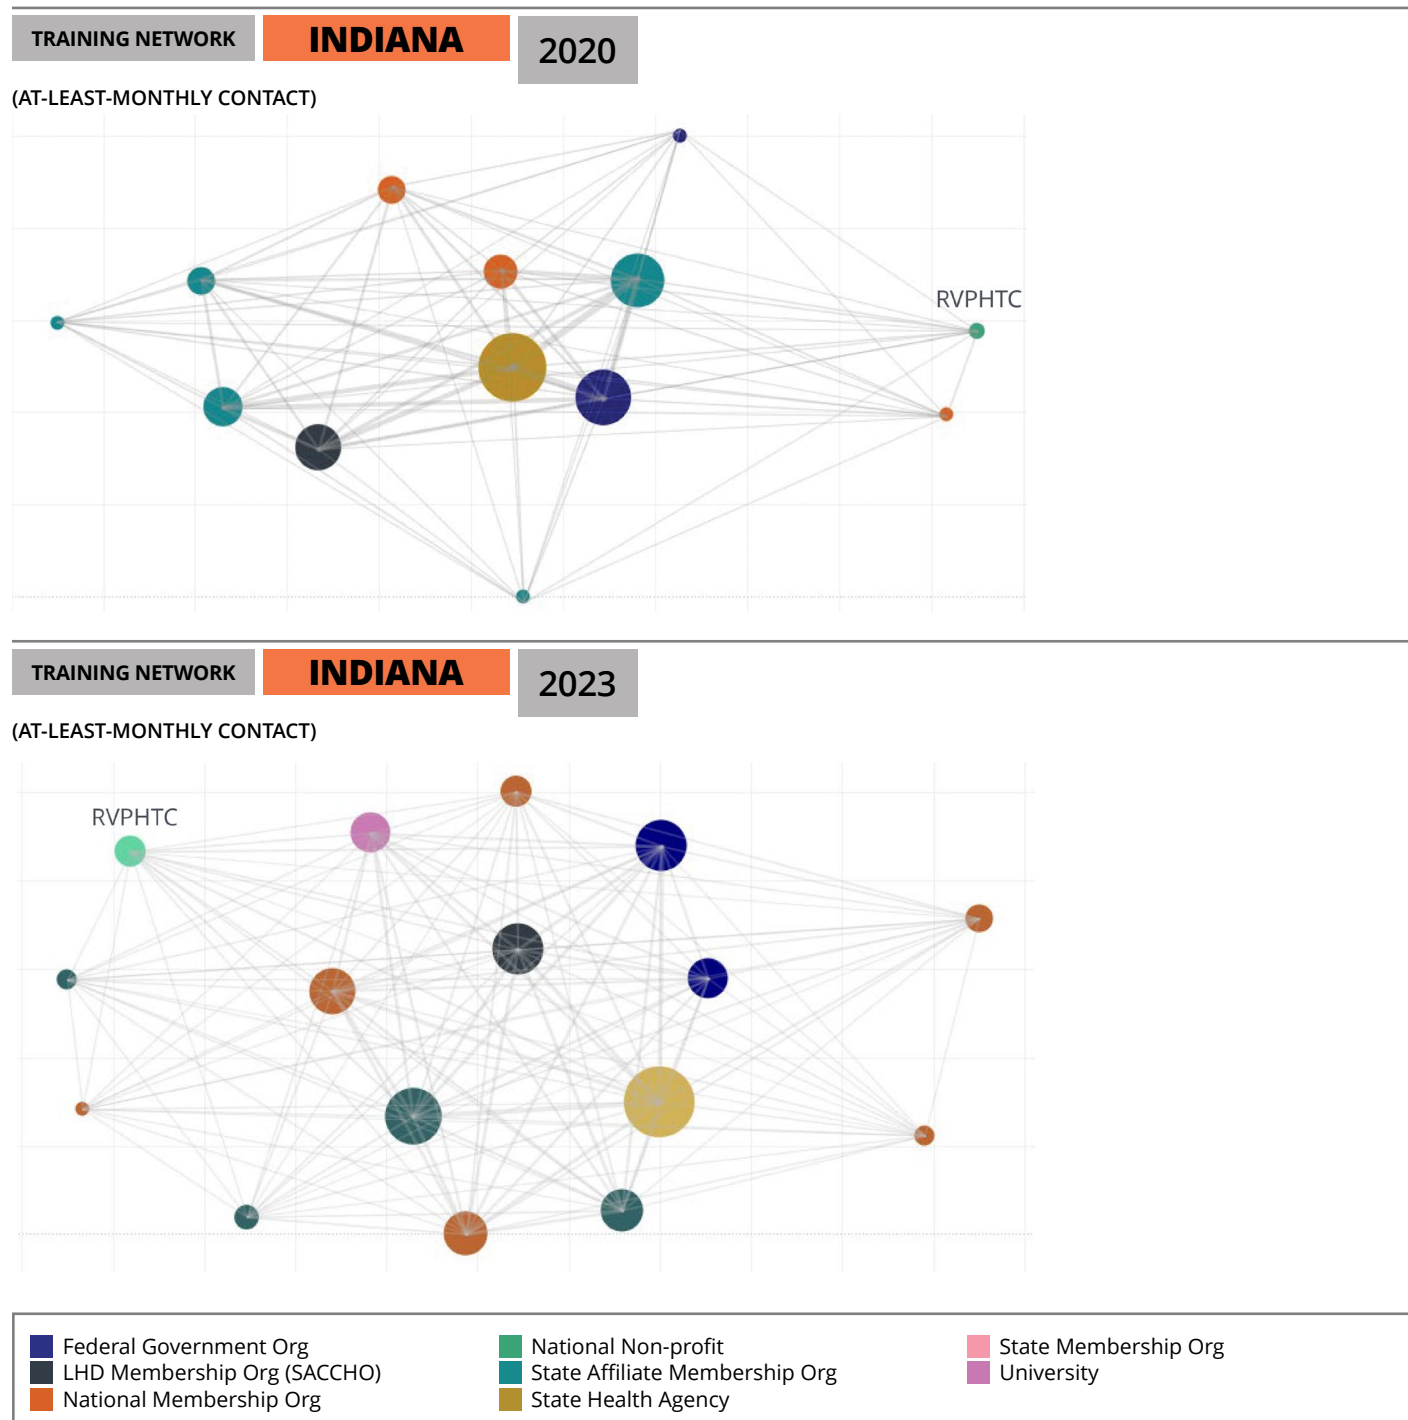 TRAINING NETWORK INDIANA 2020
(AT-LEAST-MONTHLY CONTACT)
RVPHTC
TRAINING NETWORK INDIANA 2023
(AT-LEAST-MONTHLY CONTACT)
RVPHTC
Federal Government Org
LHD Membership Org (SACCHO)
National Membership Org
National Non-profit
State Affiliate Membership Org
State Health Agency
State Membership Org
University